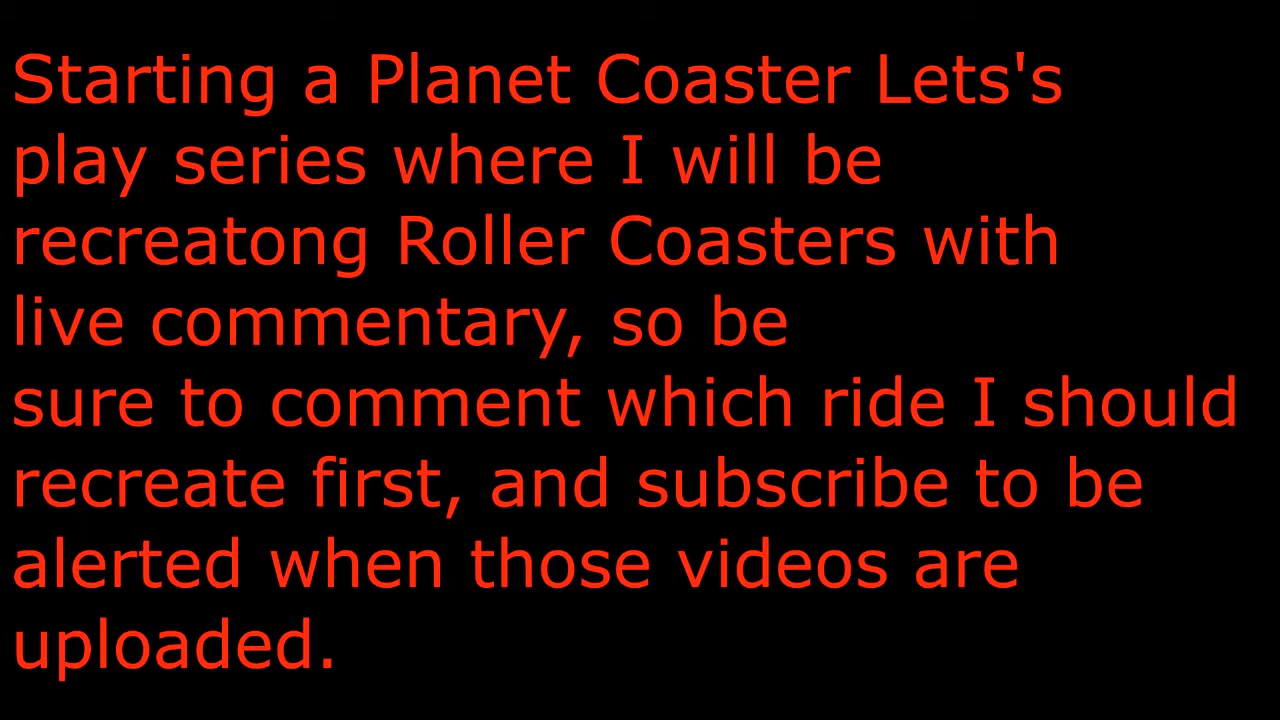 Starting a Planet Coaster Lets's
play series where I will be
recreatong Roller Coasters with
live commentary, so be
sure to comment which ride I should
recreate first, and subscribe to be
alerted when those videos are
uploaded.